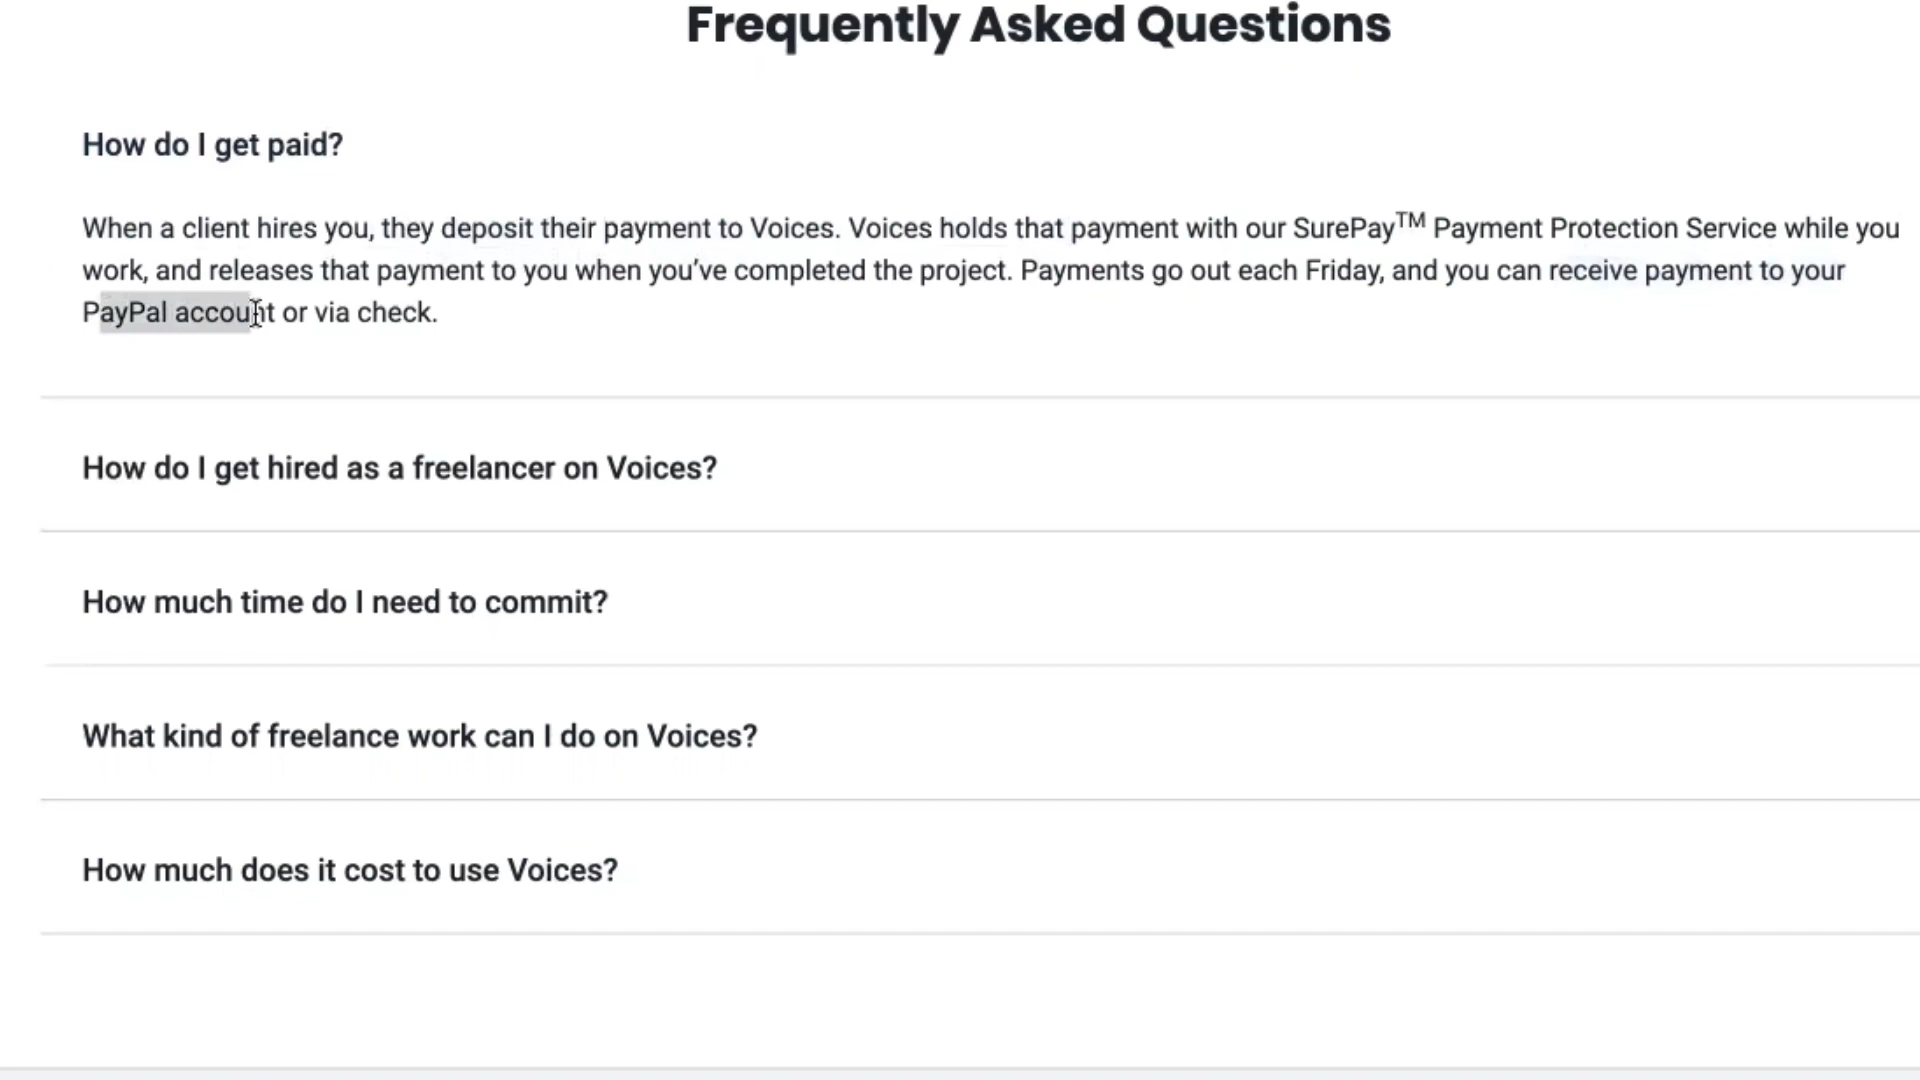 Frequently Asked Questions
How do I get paid?
When a client hires you, they deposit their payment to Voices. Voices holds that payment with our SurePay™ Payment Protection Service while you
work, and releases that payment to you when you’ve completed the project. Payments go out each Friday, and you can receive payment to your
PayPal account or via check.
How do I get hired as a freelancer on Voices?
How much time do I need to commit?
What kind of freelance work can I do on Voices?
How much does it cost to use Voices?